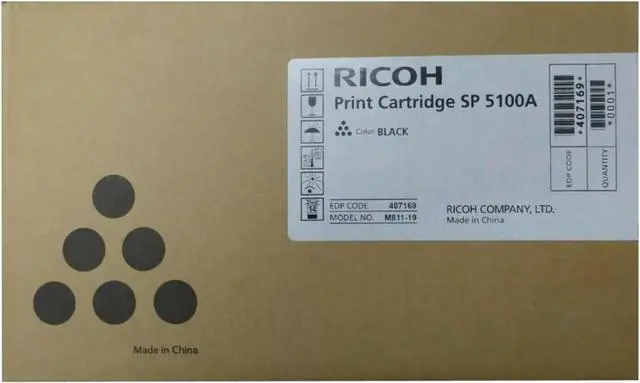 RICOH
Print Cartridge SP 5100A
Color BLACK
EDP CODE 407169
MODEL NO. M811-19
RICOH COMPANY, LTD.
Made in China
*407169*
EDP CODE
*0001*
QUANTITY
Made in China